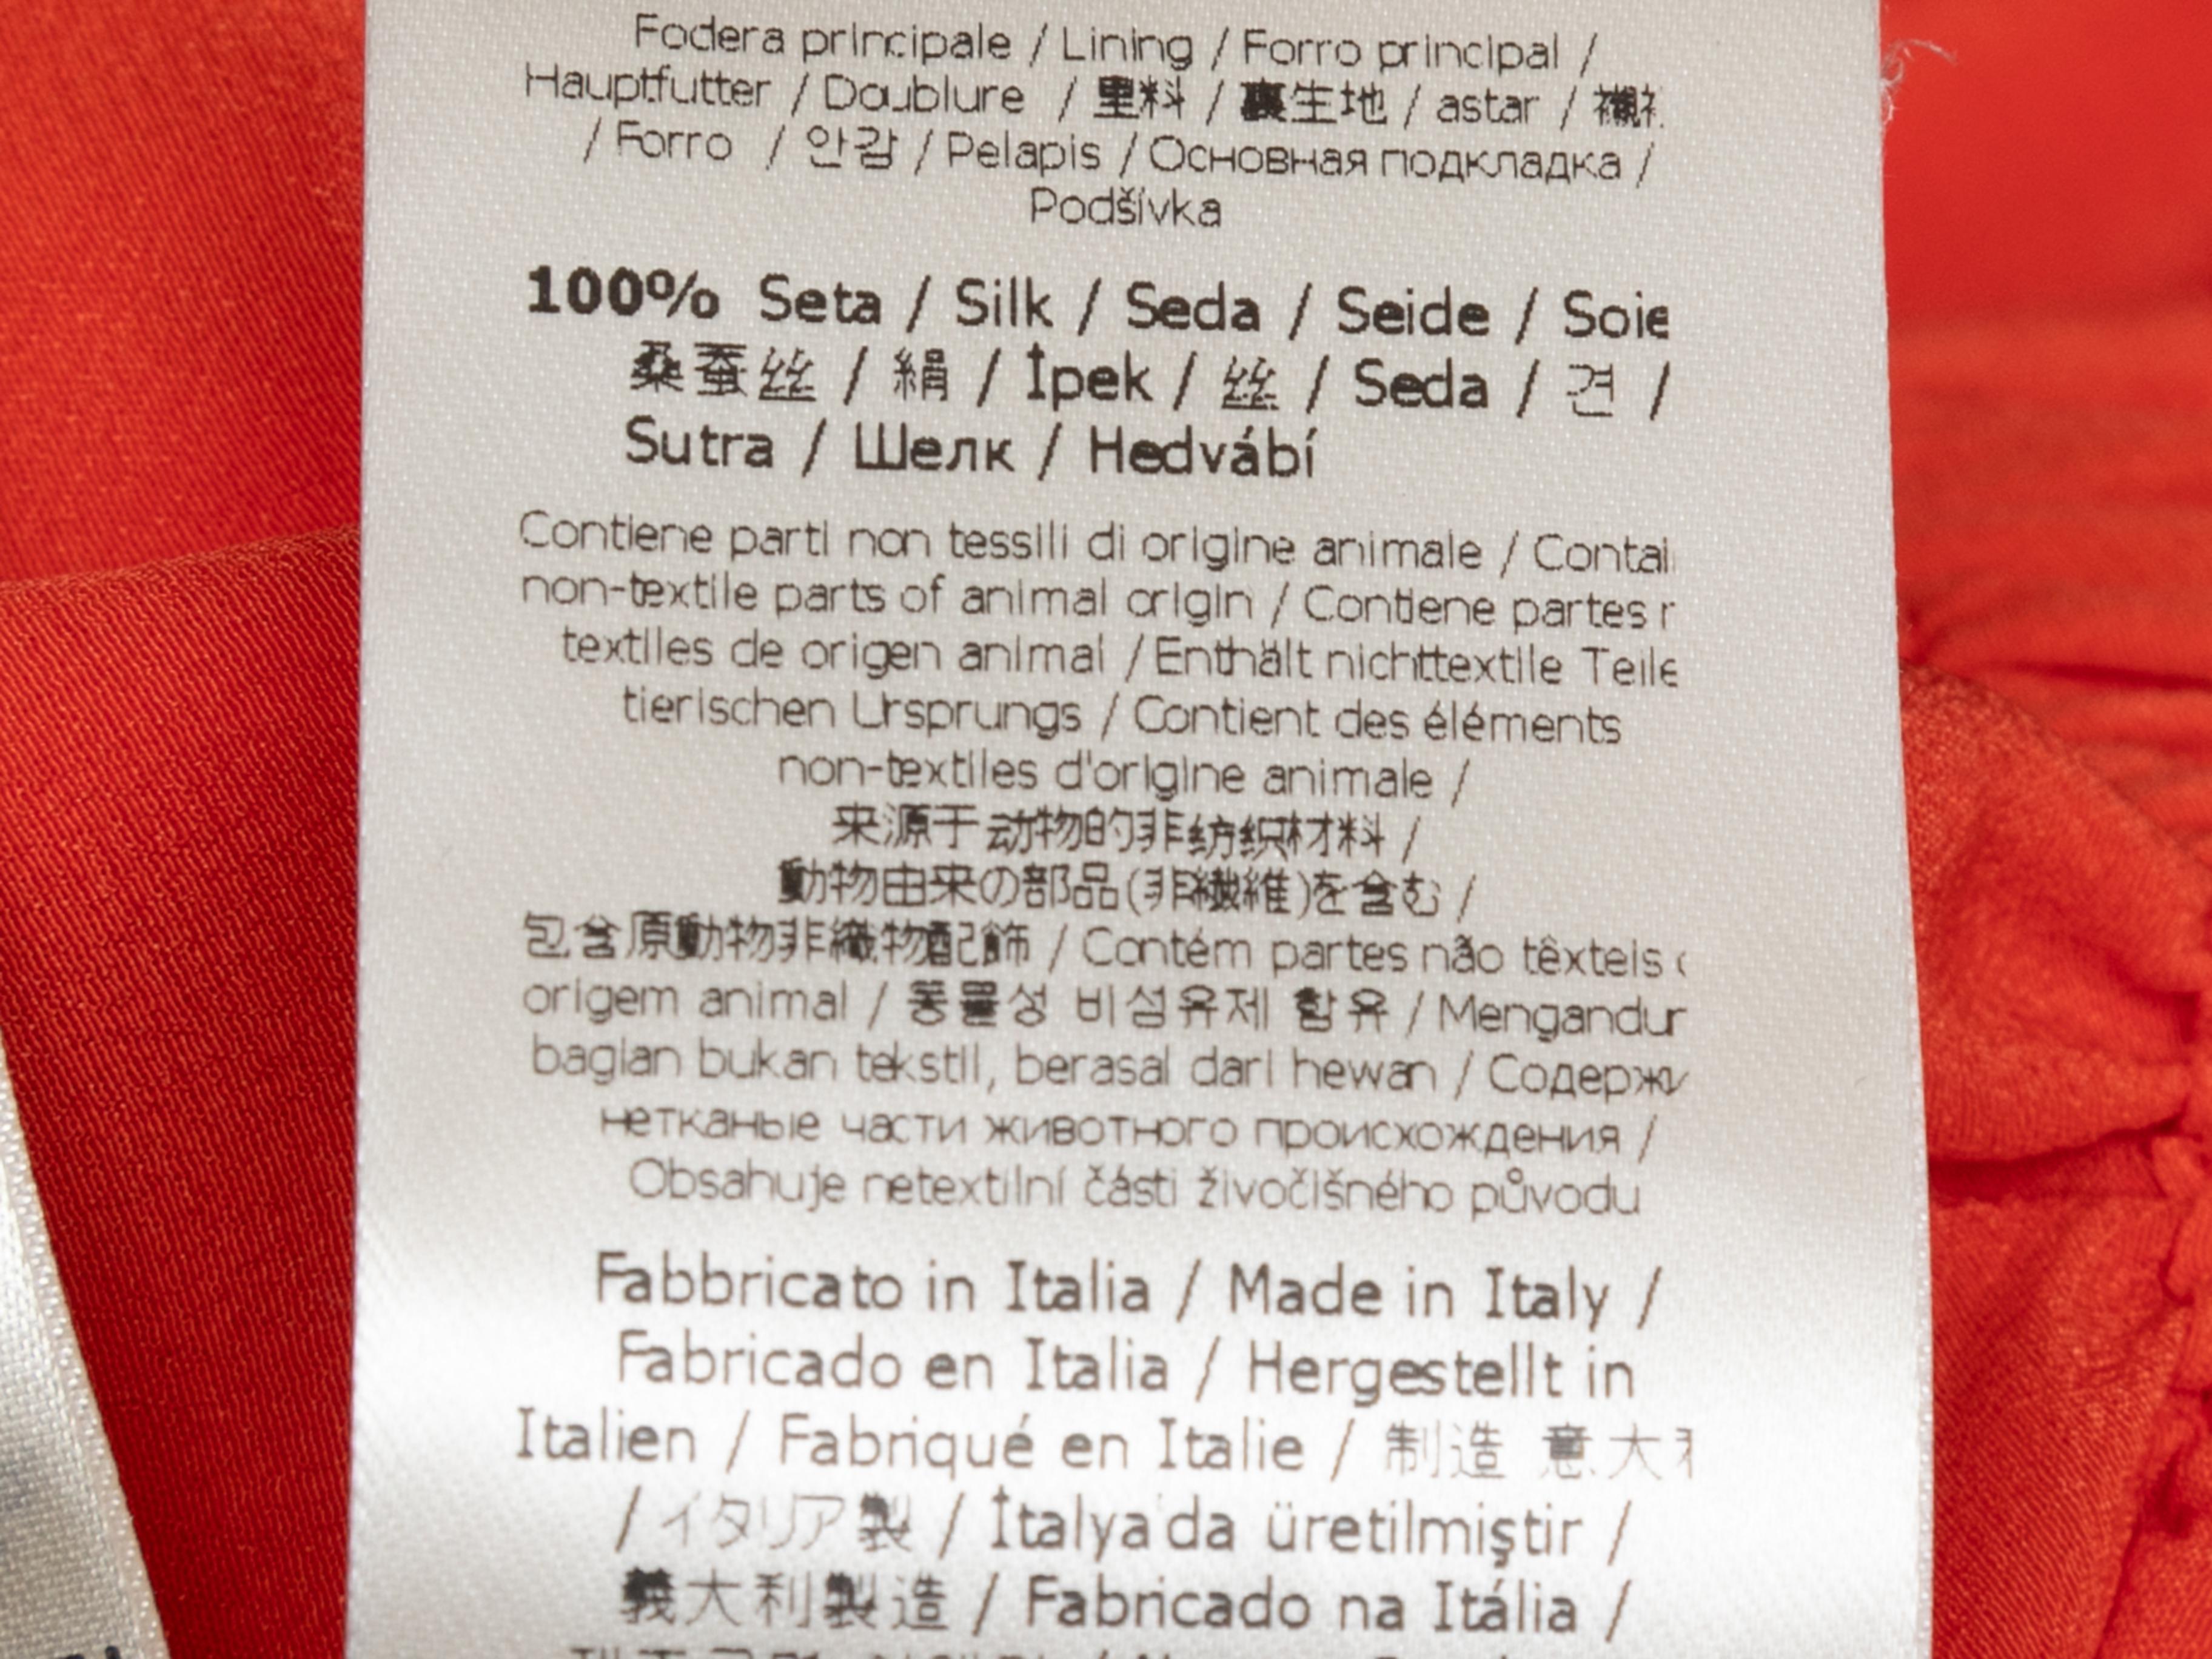 Fodera principale / Lining / Forro principal /
Hauptfutter / Doublure / 里料 / 裏生地 / astar / 襯
/ Forro / 안감 / Pelapis / Основная подкладка /
Podšívka
100% Seta / Silk / Seda / Seide / Soie
桑蚕丝 / 絹 / İpek / 丝 / Seda / 견 /
Sutra / Шелк / Hedvábí
Contiene parti non tessili di origine animale / Contai
non-textile parts of animal origin / Contiene partes
textiles de origen animal / Enthält nichttextile Teile
tierischen Ursprungs / Contient des éléments
non-textiles d'origine animale /
来源于动物的非纺织材料 /
動物由来の部品(非繊維)を含む /
包含原動物非織物配飾 / Contém partes não têxteis
origem animal / 동물성 비섬유제 함유 / Mengandur
bagian bukan tekstil, berasal dari hewan / Содержи
нетканые части животного происхождения /
Obsahuje netextilní části živočišného původu
Fabbricato in Italia / Made in Italy /
Fabricado en Italia / Hergestellt in
Italien / Fabriqué en Italie / 制造 意大
/ イタリア製 / İtalya'da üretilmiştir /
義大利製造 / Fabricado na Itália /